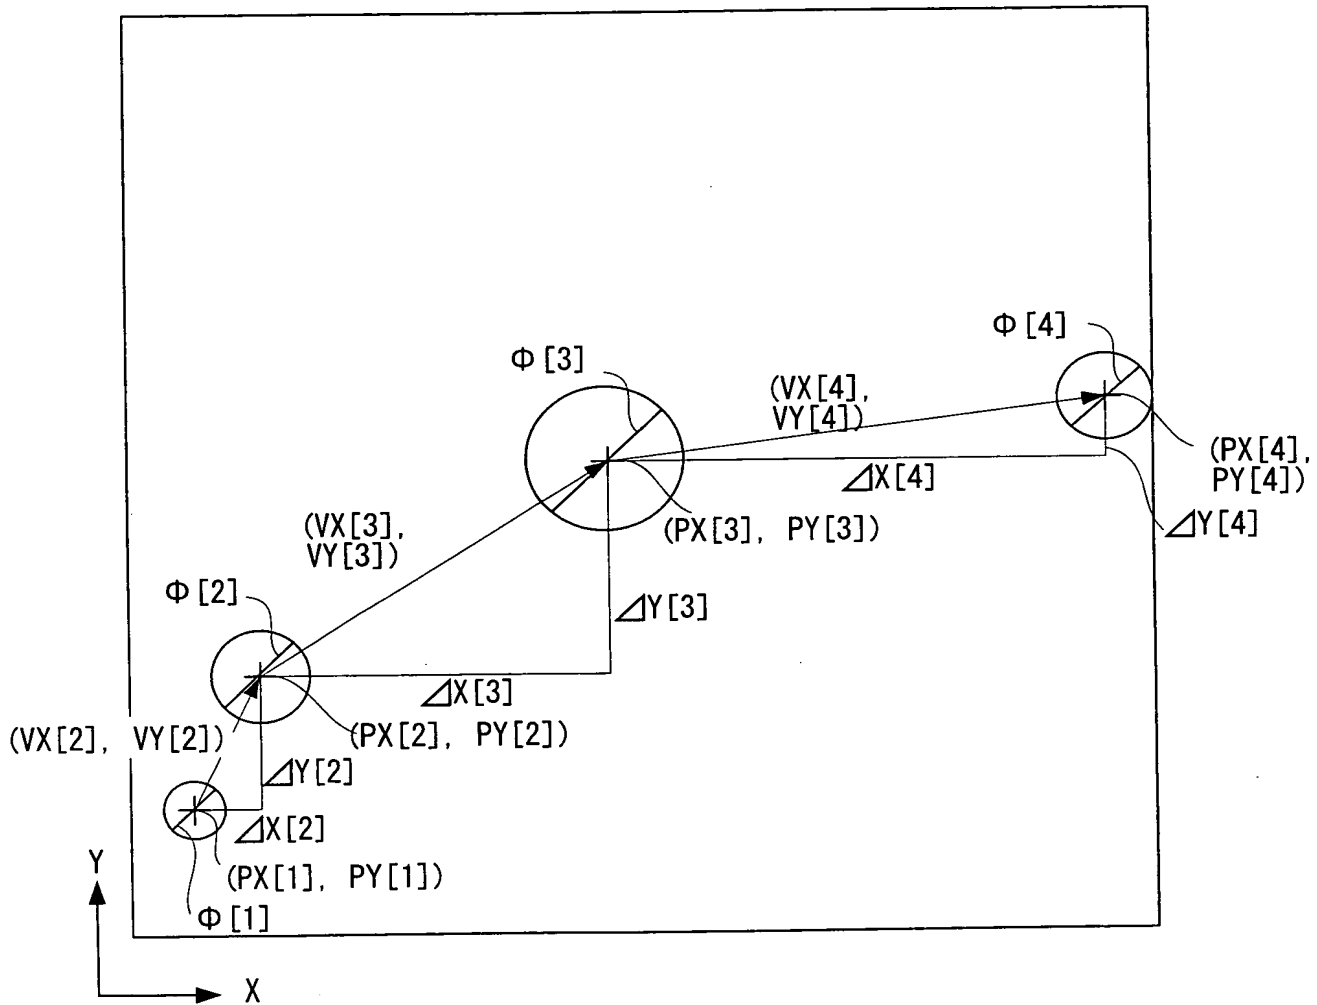 Φ[4]
Φ[3]
(VX[4],
VY[4])
(PX[4],
PY[4])
⊿X[4]
(VX[3],
VY[3])
(PX[3], PY[3])
⊿Y[4]
Φ[2]
⊿Y[3]
⊿X[3]
(VX[2], VY[2])
(PX[2], PY[2])
⊿Y[2]
⊿X[2]
Y
(PX[1], PY[1])
Φ[1]
X